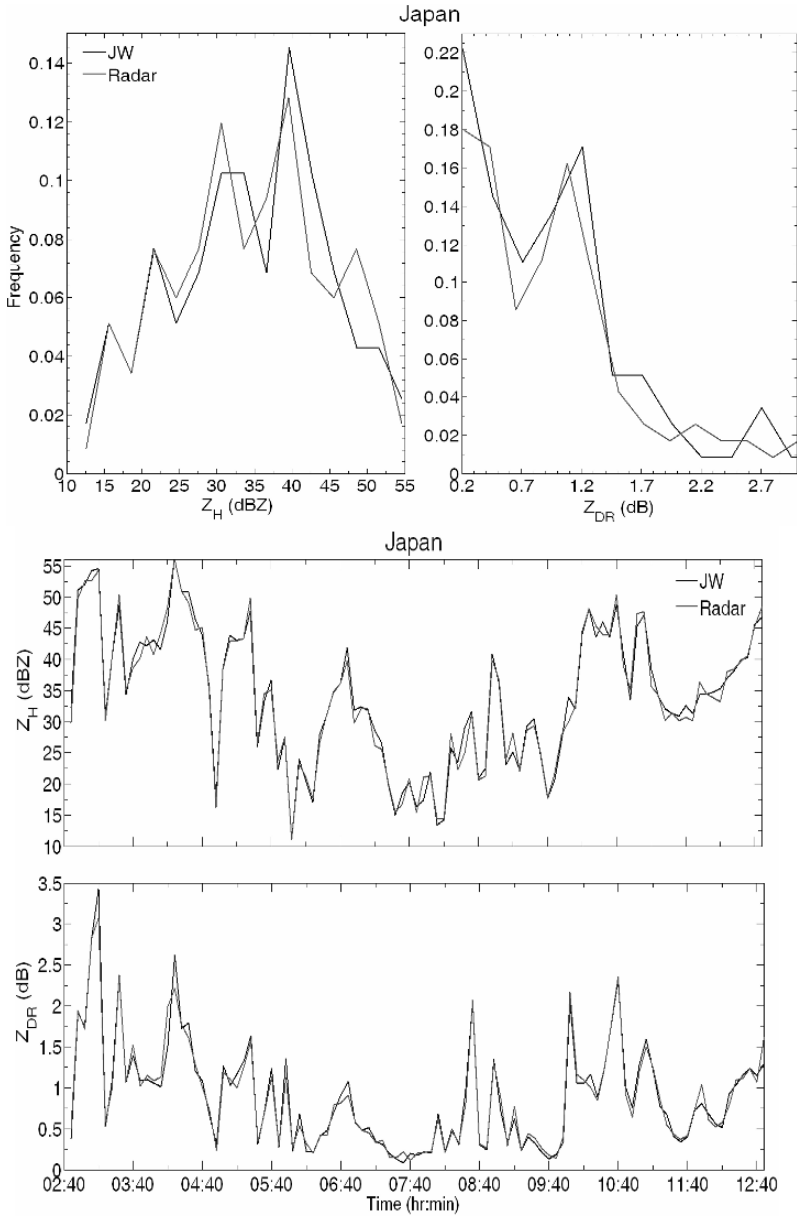 Japan
JW
Radar
Frequency
0.14
0.12
0.1
0.08
0.06
0.04
0.02
0
10 15 20 25 30 35 40 45 50 55
Z_H (dBZ)
0.22
0.2
0.18
0.16
0.14
0.12
0.1
0.08
0.06
0.04
0.02
0
0.2 0.7 1.2 1.7 2.2 2.7
Z_DR (dB)
Japan
JW
Radar
Z_H (dBZ)
55
50
45
40
35
30
25
20
15
10
Z_DR (dB)
3.5
3
2.5
2
1.5
1
0.5
0
02:40 03:40 04:40 05:40 06:40 07:40 08:40 09:40 10:40 11:40 12:40
Time (hr:min)